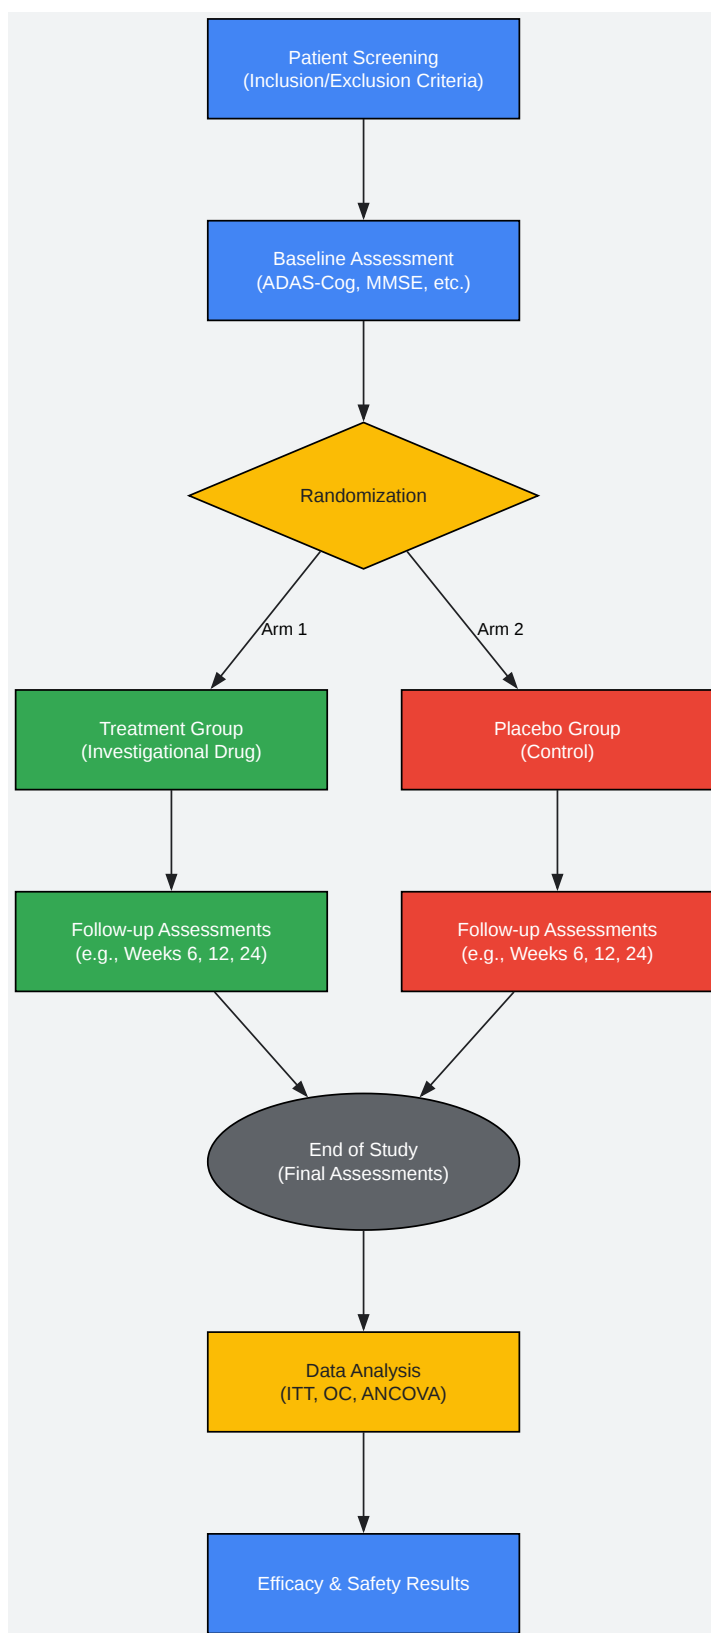 Patient Screening
(Inclusion/Exclusion Criteria)
Baseline Assessment
(ADAS-Cog, MMSE, etc.)
Randomization
Arm 1
Arm 2
Treatment Group
(Investigational Drug)
Placebo Group
(Control)
Follow-up Assessments
(e.g., Weeks 6, 12, 24)
Follow-up Assessments
(e.g., Weeks 6, 12, 24)
End of Study
(Final Assessments)
Data Analysis
(ITT, OC, ANCOVA)
Efficacy & Safety Results